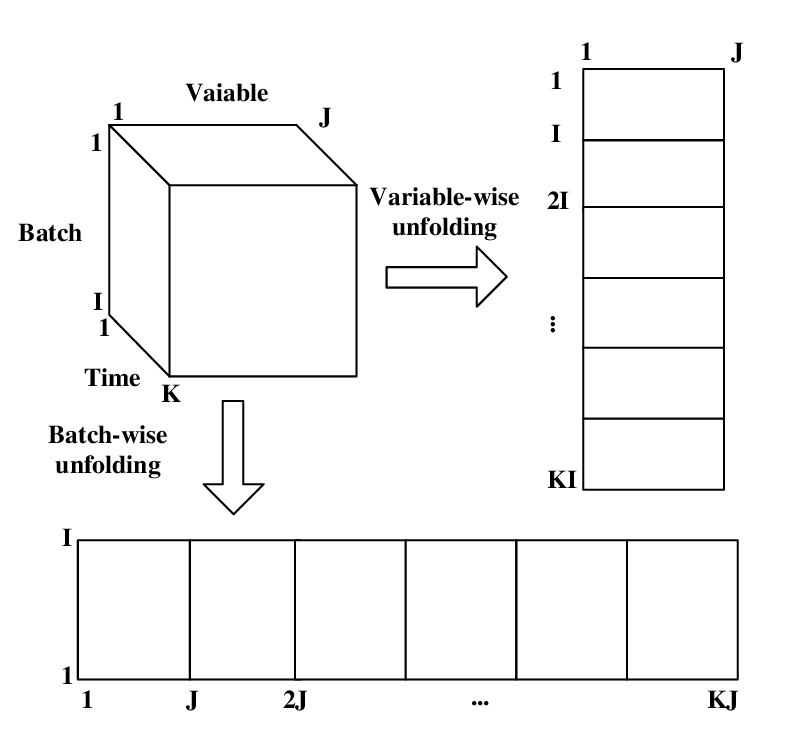 1
J
Vaiable
1
1
J
1
I
Variable-wise
unfolding
2I
Batch
I
1
Time
K
...
Batch-wise
unfolding
KI
I
1
1
J
2J
...
KJ